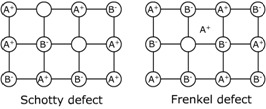 A⁺ A⁺ B⁻ A⁺ B⁻ A⁺ B⁻
A⁺
A⁺ B⁻ A⁺ B⁻ B⁻ A⁺
B⁻ A⁺ B⁻ A⁺ A⁺ B⁻ A⁺ B⁻
Schotty defect Frenkel defect